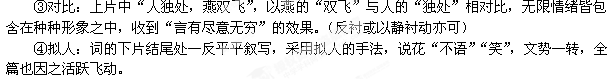 ③对比：上片中“人独处，燕双飞”，以燕的“双飞”与人的“独处”相对比，无限情绪皆包
含在种种形象之中，收到“言有尽意无穷”的效果。（反衬或以静衬动亦可）
④拟人：词的下片结尾处一反平平叙写，采用拟人的手法，说花“不语”“笑”，文势一转，全
篇也因之活跃飞动。